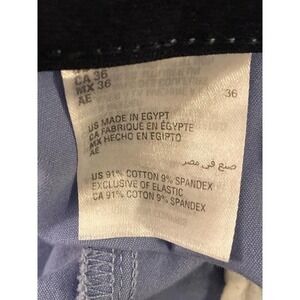 CA 36
MX 36
AE
36
US MADE IN EGYPT
CA FABRIQUÉ EN ÉGYPTE
MX HECHO EN EGIPTO
AE
صنع في مصر
US 91% COTTON 9% SPANDEX
EXCLUSIVE OF ELASTIC
CA 91% COTON 9% SPANDEX